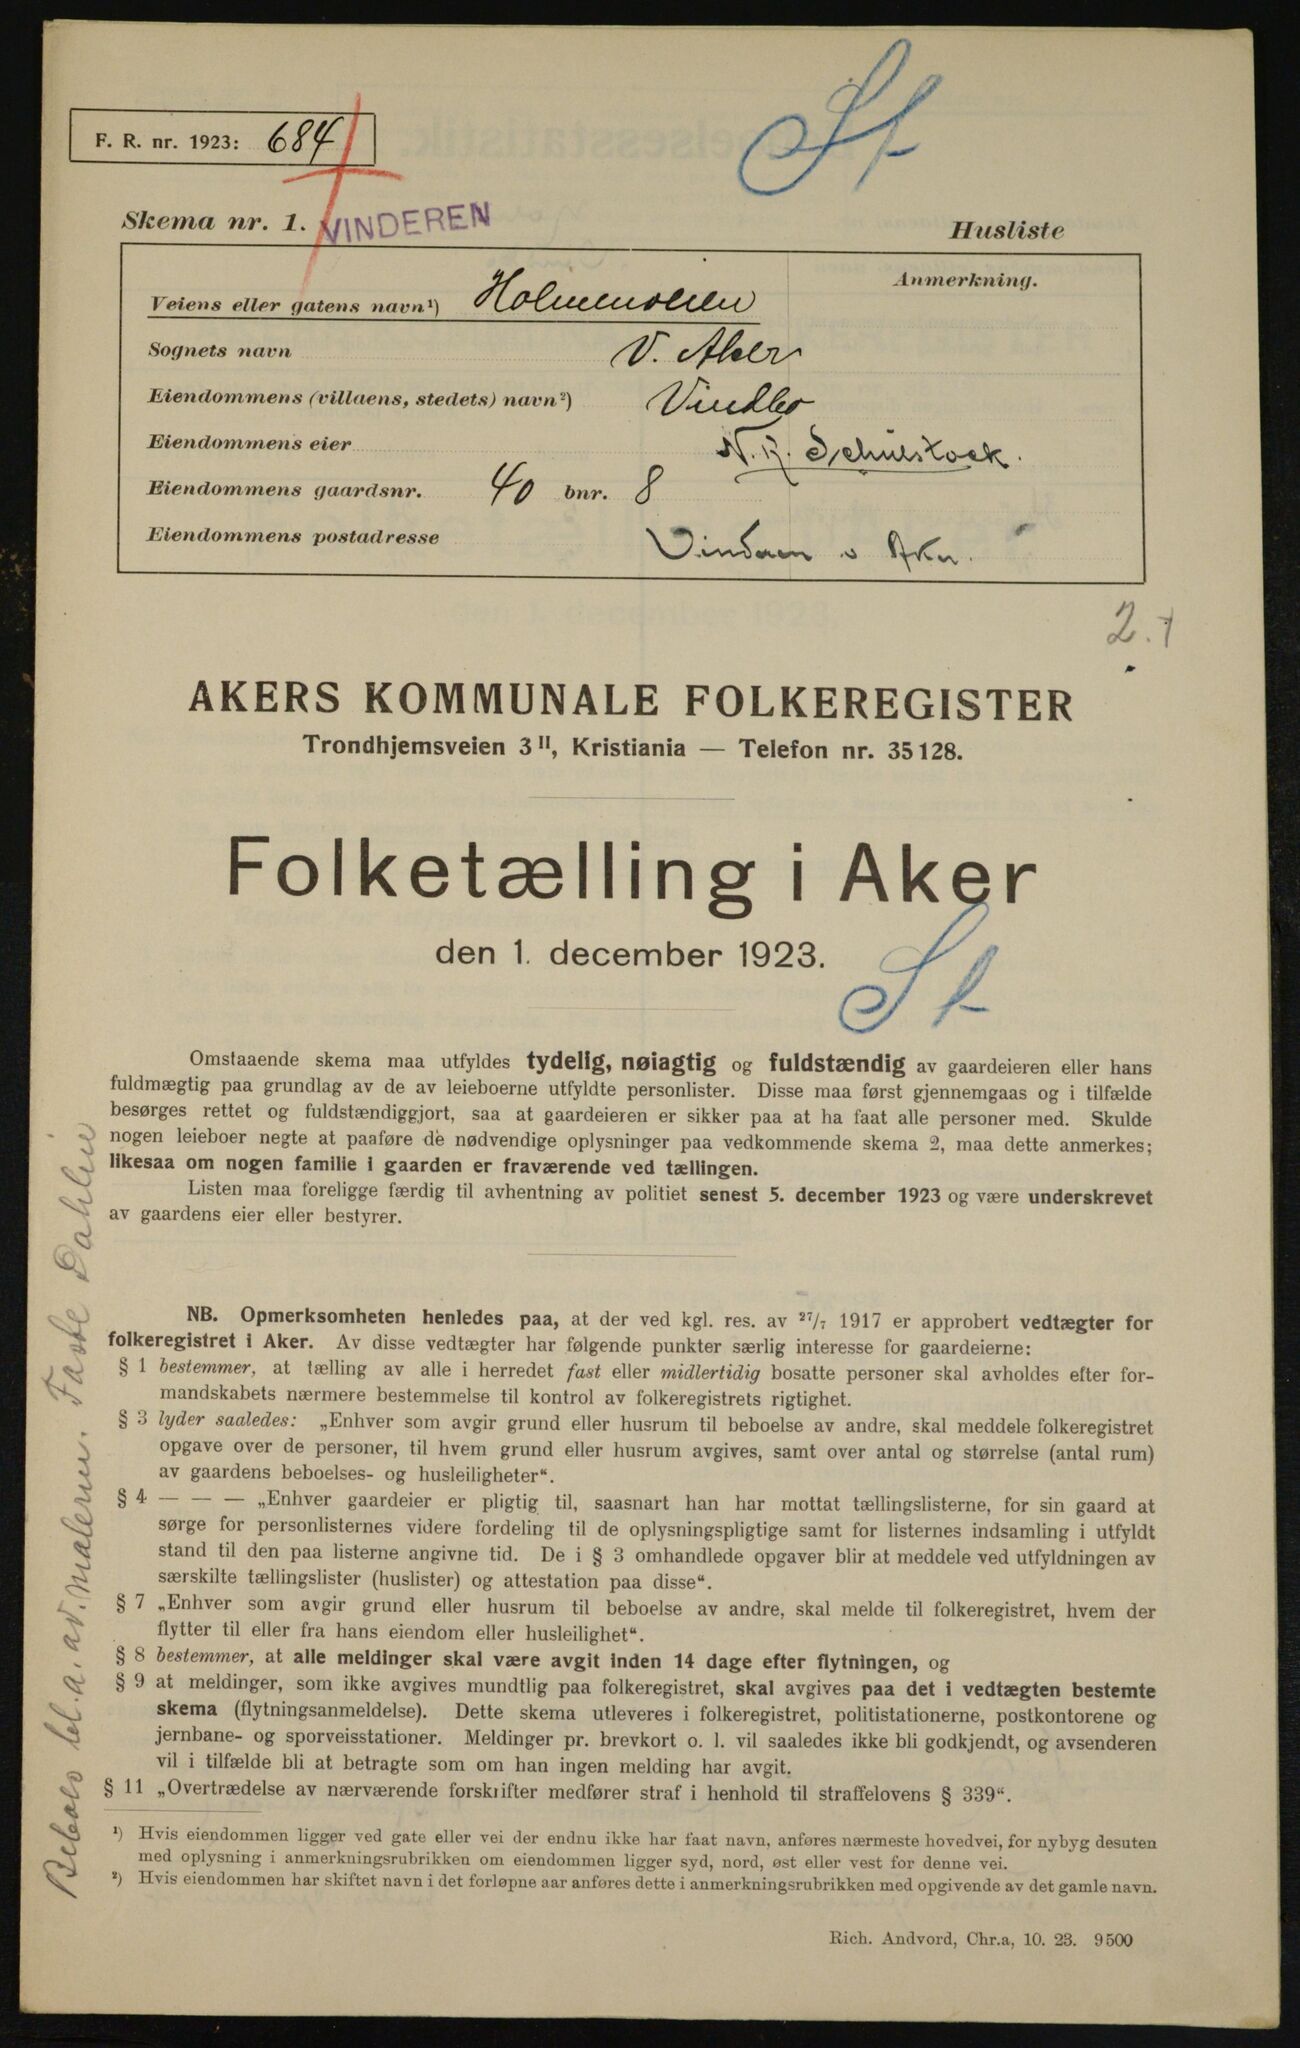 St
F. R. nr. 1923: 684
Skema nr. 1. VINDEREN
Husliste
Anmerkning.
Veiens eller gatens navn¹) Holmenveien
Sognets navn V. Aker
Eiendommens (villaens, stedets) navn²) Vindbo
Eiendommens eier N. R. Schulstock.
Eiendommens gaardsnr. 40 bnr. 8
Eiendommens postadresse Vinderen v Aker.
2.
AKERS KOMMUNALE FOLKEREGISTER
Trondhjemsveien 3 II, Kristiania — Telefon nr. 35128.
Folketælling i Aker
den 1. december 1923.
St
Omstaaende skema maa utfyldes tydelig, nøiagtig og fuldstændig av gaardeieren eller hans
fuldmægtig paa grundlag av de av leieboerne utfyldte personlister. Disse maa først gjennemgaas og i tilfælde
besørges rettet og fuldstændiggjort, saa at gaardeieren er sikker paa at ha faat alle personer med. Skulde
nogen leieboer negte at paaføre de nødvendige oplysninger paa vedkommende skema 2, maa dette anmerkes;
likesaa om nogen familie i gaarden er fraværende ved tællingen.
Listen maa foreligge færdig til avhentning av politiet senest 5. december 1923 og være underskrevet
av gaardens eier eller bestyrer.
NB. Opmerksomheten henledes paa, at der ved kgl. res. av 27/7 1917 er approbert vedtægter for
folkeregistret i Aker. Av disse vedtægter har følgende punkter særlig interesse for gaardeierne:
§ 1 bestemmer, at tælling av alle i herredet fast eller midlertidig bosatte personer skal avholdes efter for-
mandskabets nærmere bestemmelse til kontrol av folkeregistrets rigtighet.
§ 3 lyder saaledes: „Enhver som avgir grund eller husrum til beboelse av andre, skal meddele folkeregistret
opgave over de personer, til hvem grund eller husrum avgives, samt over antal og størrelse (antal rum)
av gaardens beboelses- og husleiligheter“.
§ 4 — — — „Enhver gaardeier er pligtig til, saasnart han har mottat tællingslisterne, for sin gaard at
sørge for personlisternes videre fordeling til de oplysningspligtige samt for listernes indsamling i utfyldt
stand til den paa listerne angivne tid. De i § 3 omhandlede opgaver blir at meddele ved utfyldningen av
særskilte tællingslister (huslister) og attestation paa disse“.
§ 7 „Enhver som avgir grund eller husrum til beboelse av andre, skal melde til folkeregistret, hvem der
flytter til eller fra hans eiendom eller husleilighet“.
§ 8 bestemmer, at alle meldinger skal være avgit inden 14 dage efter flytningen, og
§ 9 at meldinger, som ikke avgives mundtlig paa folkeregistret, skal avgives paa det i vedtægten bestemte
skema (flytningsanmeldelse). Dette skema utleveres i folkeregistret, politistationerne, postkontorene og
jernbane- og sporveisstationer. Meldinger pr. brevkort o. l. vil saaledes ikke bli godkjendt, og avsenderen
vil i tilfælde bli at betragte som om han ingen melding har avgit.
§ 11 „Overtrædelse av nærværende forskrifter medfører straf i henhold til straffelovens § 339“.
¹) Hvis eiendommen ligger ved gate eller vei der endnu ikke har faat navn, anføres nærmeste hovedvei, for nybyg desuten
med oplysning i anmerkningsrubrikken om eiendommen ligger syd, nord, øst eller vest for denne vei.
²) Hvis eiendommen har skiftet navn i det forløpne aar anføres dette i anmerkningsrubrikken med opgivende av det gamle navn.
Rich. Andvord, Chr.a, 10. 23. 9500
Beboes bl. a. av. malerin. Dahlin